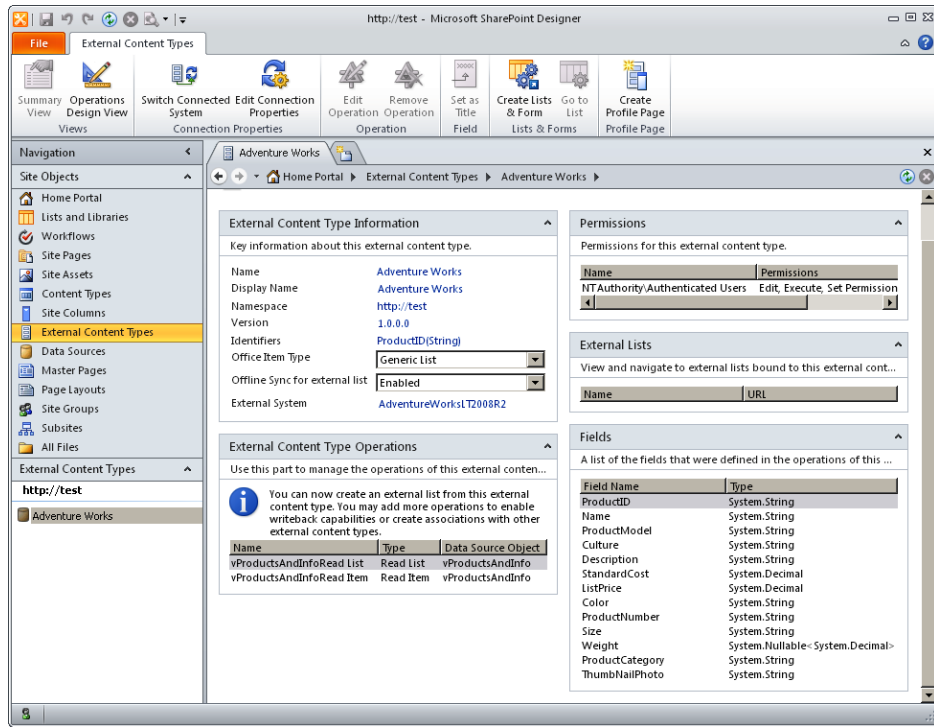 http://test - Microsoft SharePoint Designer
File External Content Types
Summary View
Operations Design View
Switch Connected System
Edit Connection Properties
Edit Operation
Remove Operation
Set as Title
Create Lists & Form
Go to List
Create Profile Page
Views Connection Properties Operation Field Lists & Forms Profile Page
Navigation
Site Objects
Home Portal
Lists and Libraries
Workflows
Site Pages
Site Assets
Content Types
Site Columns
External Content Types
Data Sources
Master Pages
Page Layouts
Site Groups
Subsites
All Files
External Content Types
http://test
Adventure Works
Adventure Works
Home Portal External Content Types Adventure Works
External Content Type Information
Key information about this external content type.
Name Adventure Works
Display Name Adventure Works
Namespace http://test
Version 1.0.0.0
Identifiers ProductID(String)
Office Item Type Generic List
Offline Sync for external list Enabled
External System AdventureWorksLT2008R2
External Content Type Operations
Use this part to manage the operations of this external conten...
You can now create an external list from this external
content type. You may add more operations to enable
writeback capabilities or create associations with other
external content types.
Name Type Data Source Object
vProductsAndInfoRead List Read List vProductsAndInfo
vProductsAndInfoRead Item Read Item vProductsAndInfo
Permissions
Permissions for this external content type.
Name Permissions
NT Authority\Authenticated Users Edit, Execute, Set Permission
External Lists
View and navigate to external lists bound to this external cont...
Name URL
Fields
A list of the fields that were defined in the operations of this ...
Field Name Type
ProductID System.String
Name System.String
ProductModel System.String
Culture System.String
Description System.String
StandardCost System.Decimal
ListPrice System.Decimal
Color System.String
ProductNumber System.String
Size System.String
Weight System.Nullable<System.Decimal>
ProductCategory System.String
ThumbNailPhoto System.String